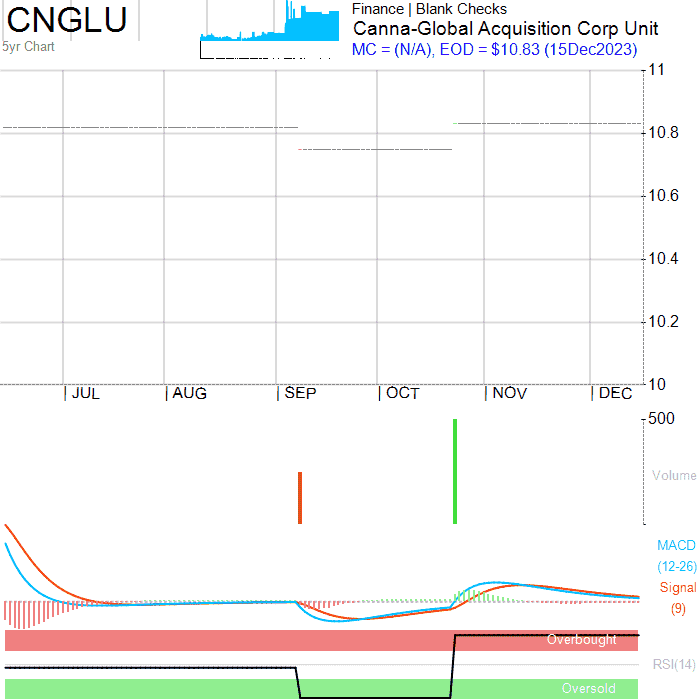 CNGLU
5yr Chart
Finance | Blank Checks
Canna-Global Acquisition Corp Unit
MC = (N/A), EOD = $10.83 (15Dec2023)
11
10.8
10.6
10.4
10.2
10
JUL AUG SEP OCT NOV DEC
500
Volume
MACD
(12-26)
Signal
(9)
Overbought
RSI(14)
Oversold